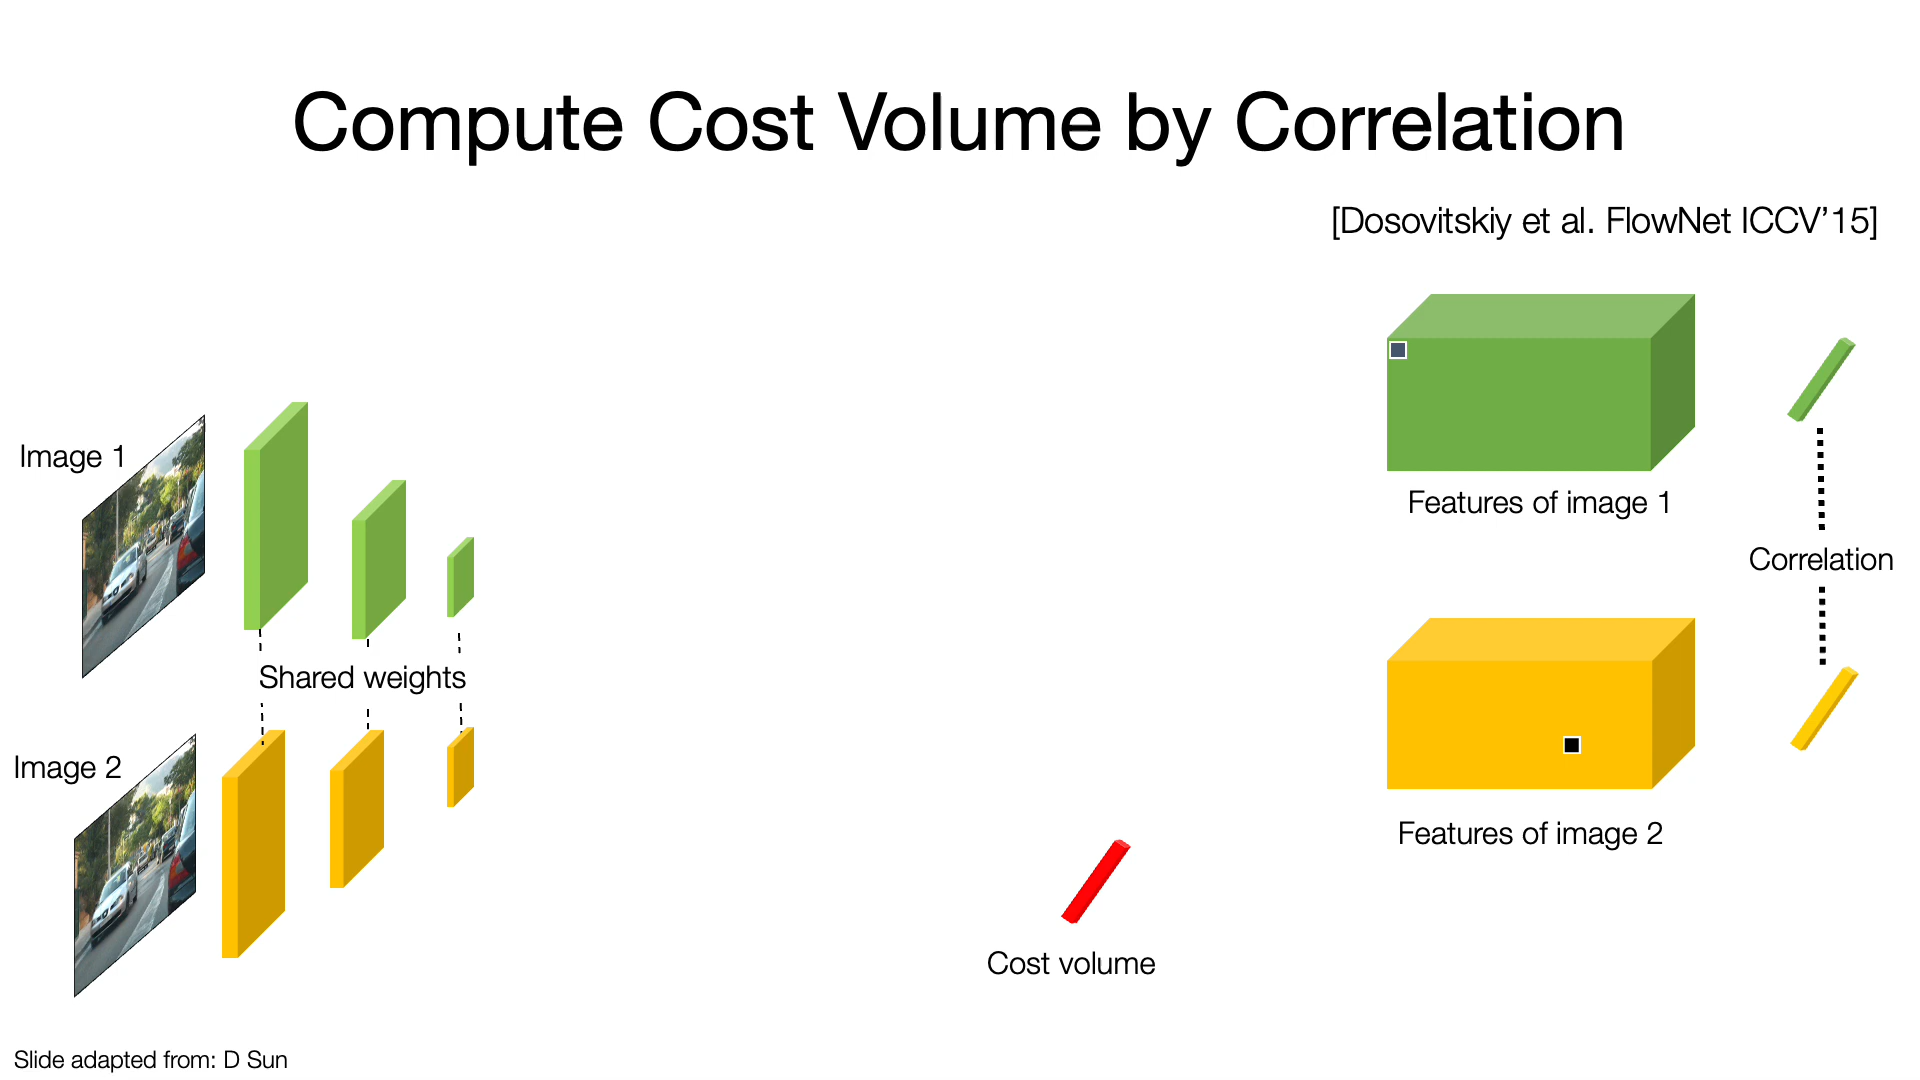 Compute Cost Volume by Correlation
[Dosovitskiy et al. FlowNet ICCV’15]
Image 1
Features of image 1
Correlation
Shared weights
Image 2
Features of image 2
Cost volume
Slide adapted from: D Sun